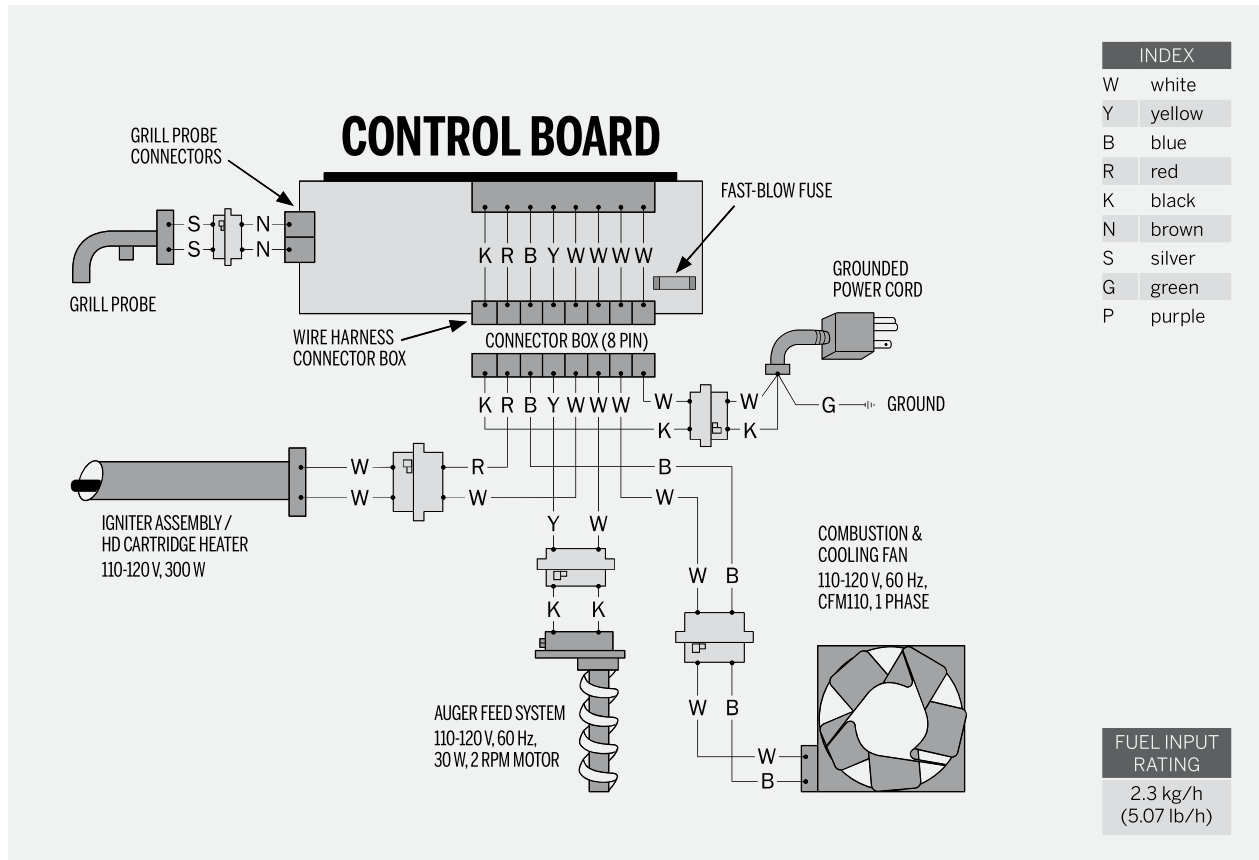 INDEX
W white
Y yellow
B blue
R red
K black
N brown
S silver
G green
P purple
CONTROL BOARD
GRILL PROBE
CONNECTORS
FAST-BLOW FUSE
S N
S N
K R B Y W W W W
GRILL PROBE
GROUNDED
POWER CORD
WIRE HARNESS
CONNECTOR BOX
CONNECTOR BOX (8 PIN)
K R B Y W W W W W
G GROUND
K K
W R B
W W W
IGNITER ASSEMBLY /
HD CARTRIDGE HEATER
110-120 V, 300 W
Y W
COMBUSTION &
COOLING FAN
110-120 V, 60 Hz,
CFM110, 1 PHASE
W B
K K
W B
AUGER FEED SYSTEM
110-120 V, 60 Hz,
30 W, 2 RPM MOTOR
W
B
FUEL INPUT
RATING
2.3 kg/h
(5.07 lb/h)